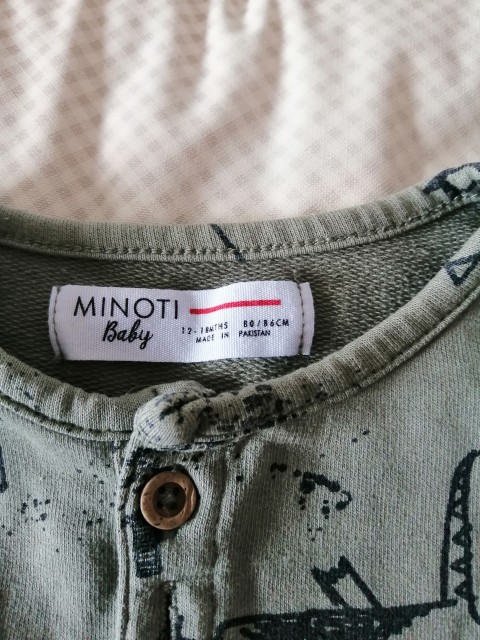 MINOTI
Baby
12-18MTHS 80/86CM
MADE IN PAKISTAN